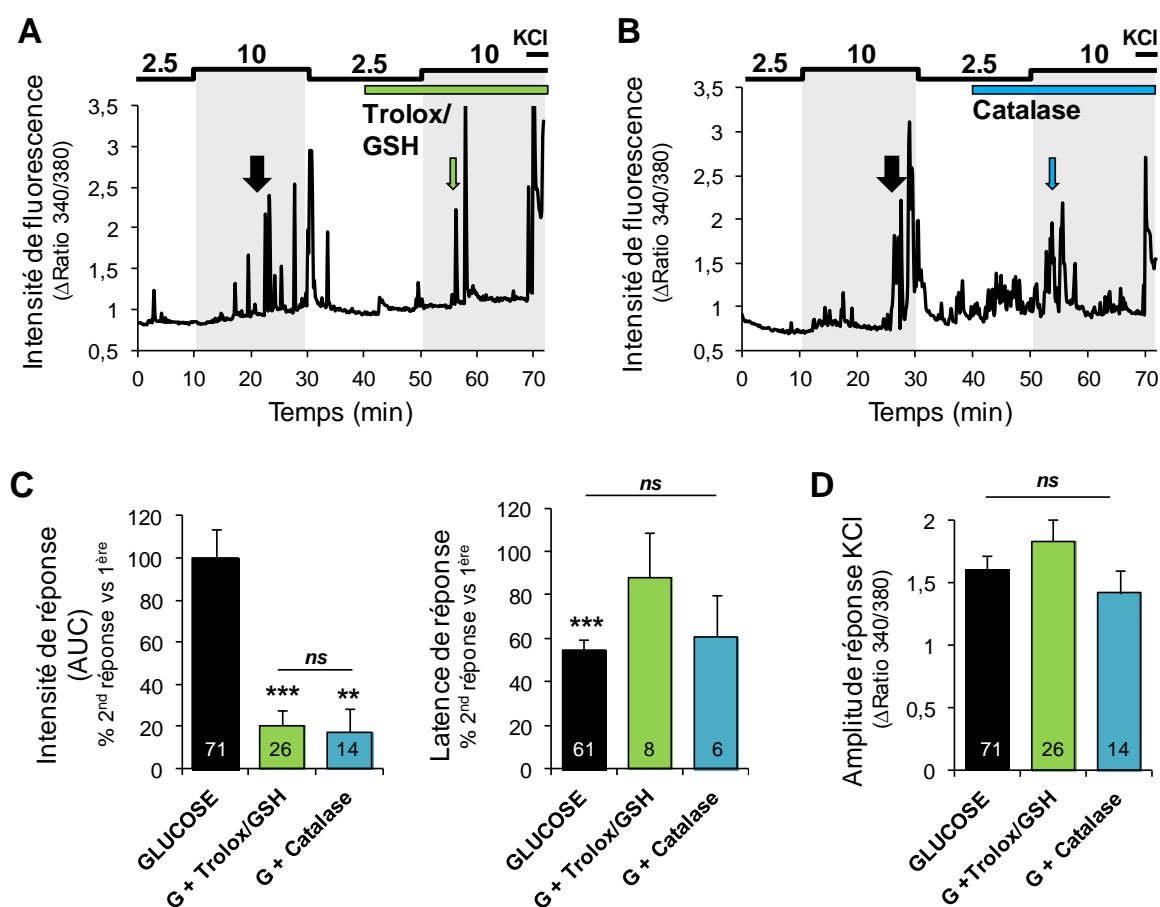 A
KCl
2.5
10
2.5
10
Trolox/
GSH
Intensité de fluorescence
(ΔRatio 340/380)
3,5
3
2,5
2
1,5
1
0,5
0
10
20
30
40
50
60
70
Temps (min)
B
KCl
2.5
10
2.5
10
Catalase
Intensité de fluorescence
(ΔRatio 340/380)
3,5
3
2,5
2
1,5
1
0,5
0
10
20
30
40
50
60
70
Temps (min)
C
Intensité de réponse
(AUC)
% 2nd réponse vs 1ère
120
100
80
60
40
20
0
ns
***
**
71
26
14
GLUCOSE
G + Trolox/GSH
G + Catalase
Latence de réponse
% 2nd réponse vs 1ère
120
100
80
60
40
20
0
ns
***
61
8
6
GLUCOSE
G + Trolox/GSH
G + Catalase
D
Amplitude réponse KCl
(ΔRatio 340/380)
2
1,5
1
0,5
0
ns
71
26
14
GLUCOSE
G +Trolox/GSH
G + Catalase